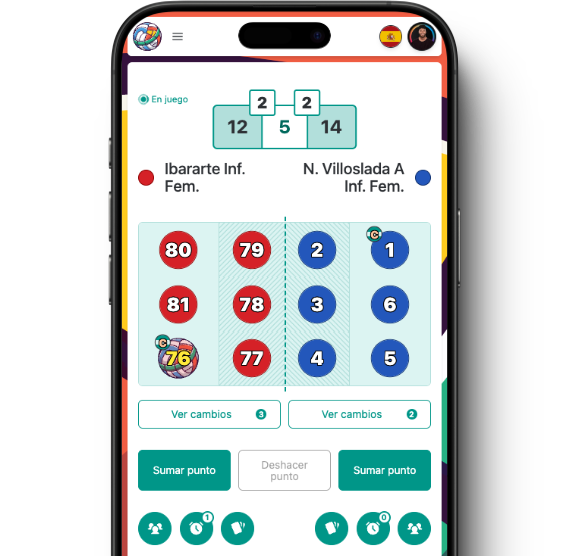 En juego
2 2
12 5 14
Ibararte Inf. Fem.
N. Villoslada A Inf. Fem.
80 79 2 C 1
81 78 3 6
C 76 77 4 5
Ver cambios 3
Ver cambios 2
Sumar punto
Deshacer punto
Sumar punto
1 0